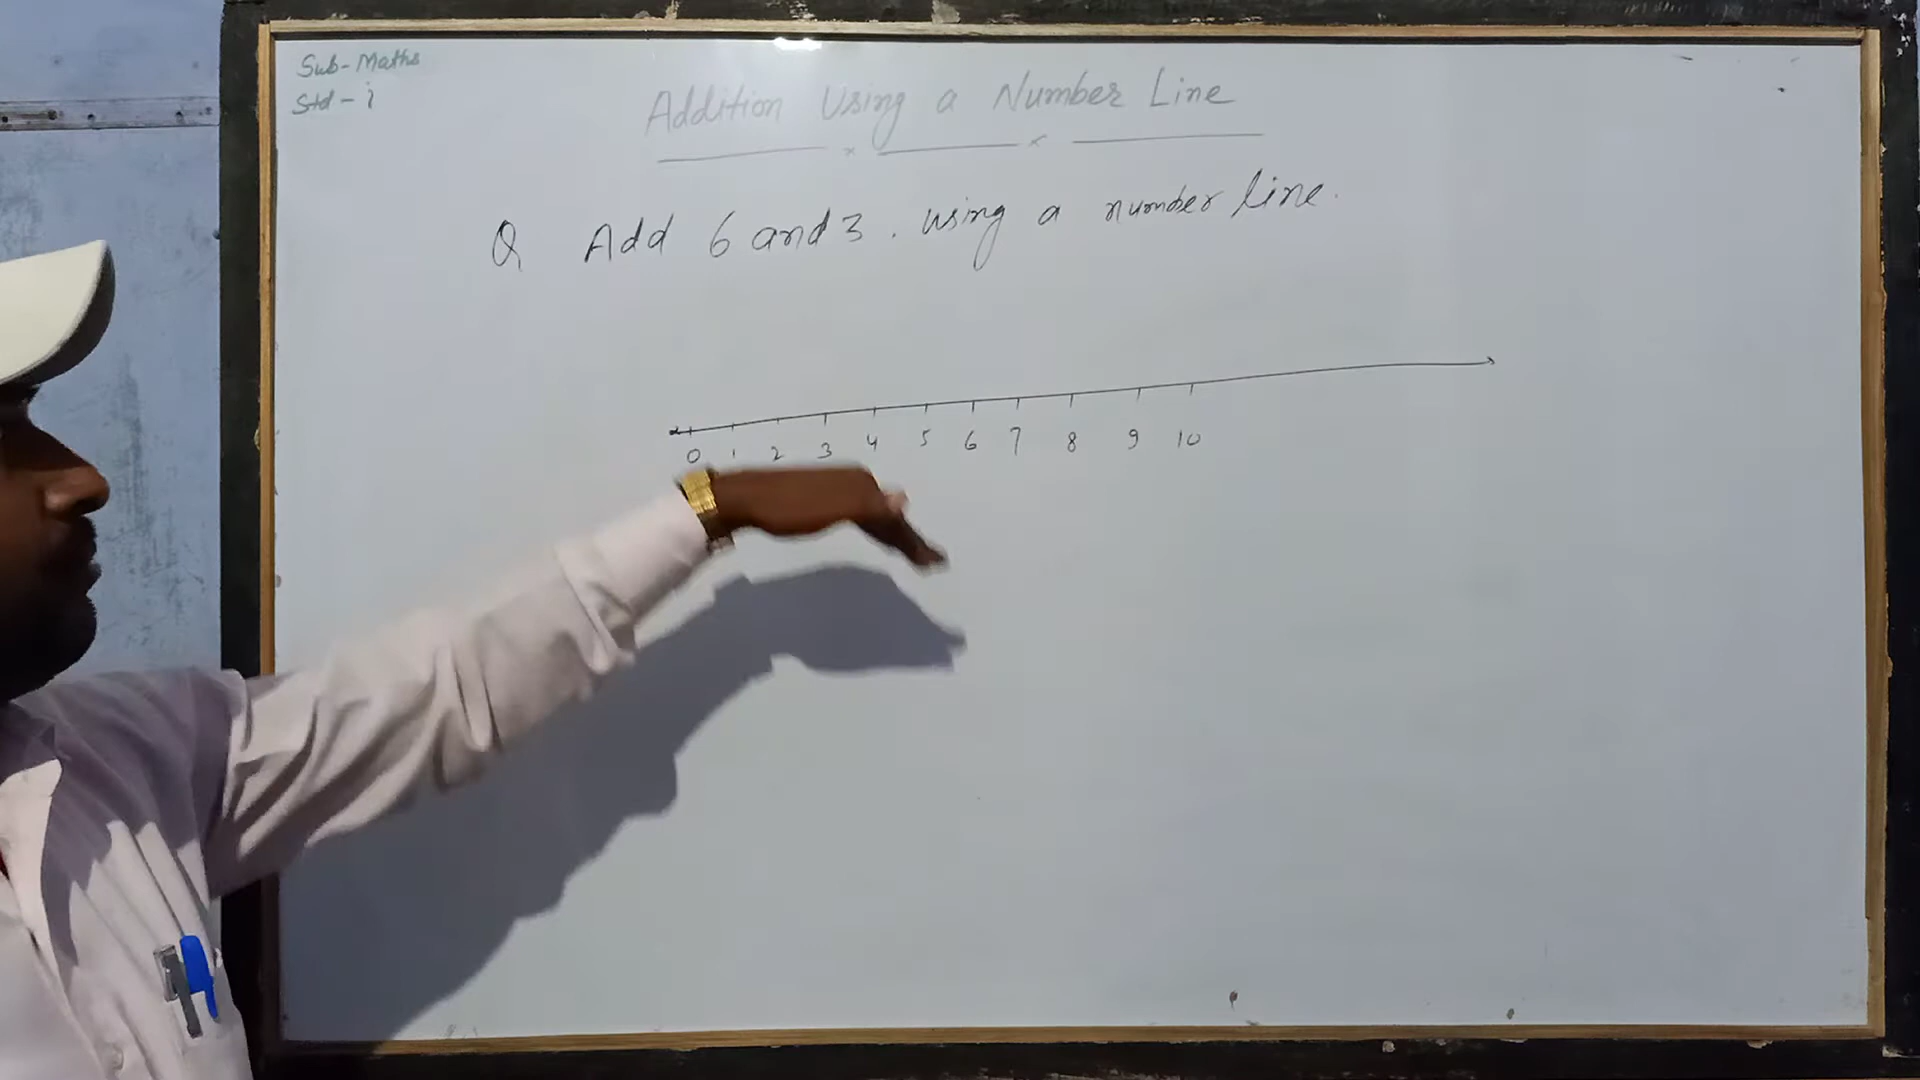 Sub-Maths
Std - i
Addition Using a Number Line
Q Add 6 and 3. using a number line.
0 1 2 3 4 5 6 7 8 9 10